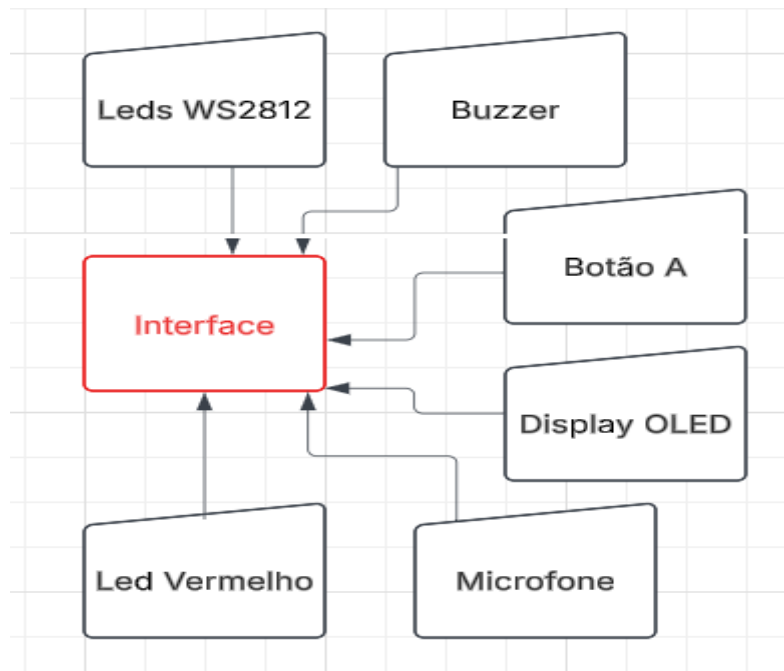 Leds WS2812
Buzzer
Botão A
Interface
Display OLED
Led Vermelho
Microfone